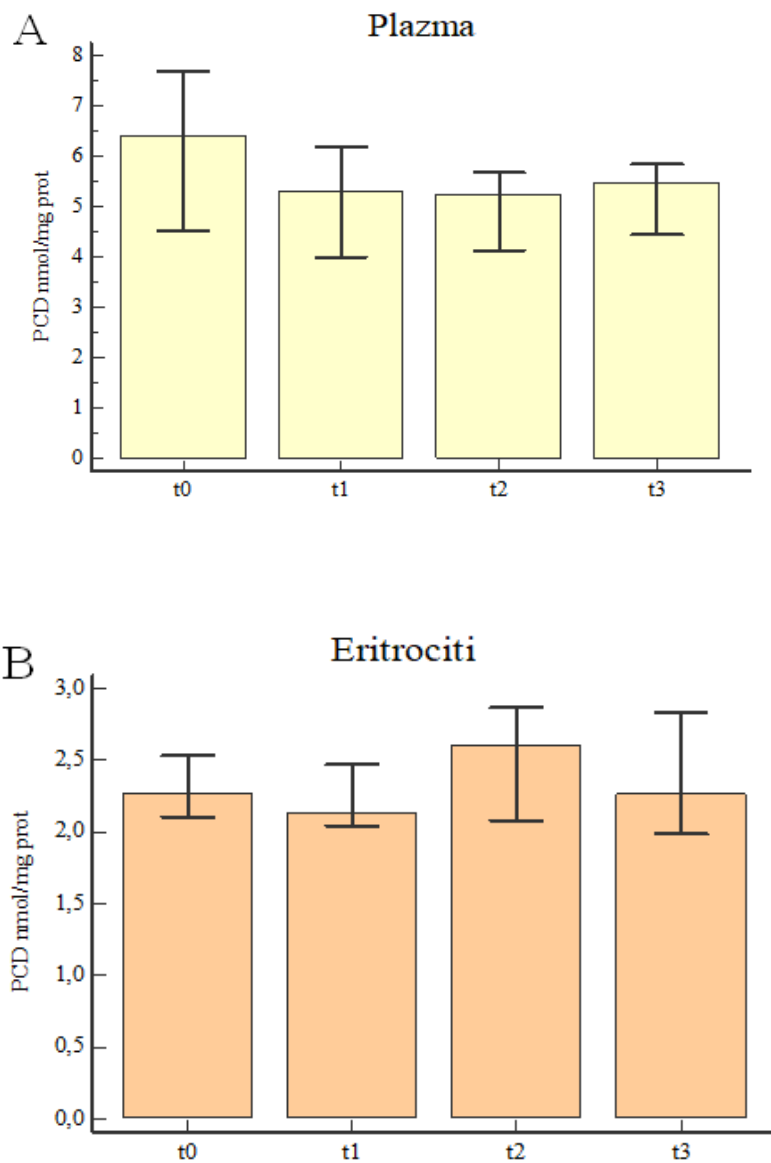 A
Plazma
PCD nmol/mg prot
8
7
6
5
4
3
2
1
0
t0 t1 t2 t3
B
Eritrociti
PCD nmol/mg prot
3,0
2,5
2,0
1,5
1,0
0,5
0,0
t0 t1 t2 t3